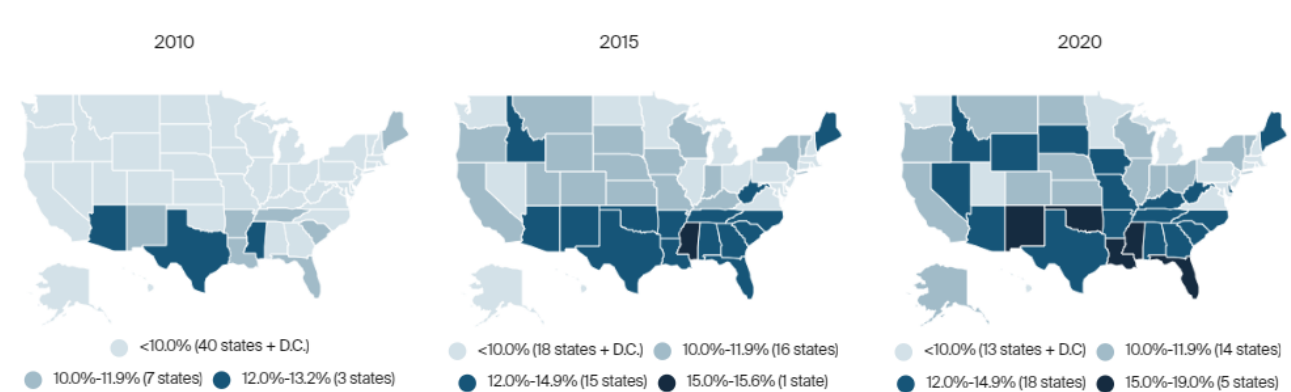 2010
2015
2020
<10.0% (40 states + D.C.)
10.0%-11.9% (7 states) 12.0%-13.2% (3 states)
<10.0% (18 states + D.C.) 10.0%-11.9% (16 states)
12.0%-14.9% (15 states) 15.0%-15.6% (1 state)
<10.0% (13 states + D.C) 10.0%-11.9% (14 states)
12.0%-14.9% (18 states) 15.0%-19.0% (5 states)